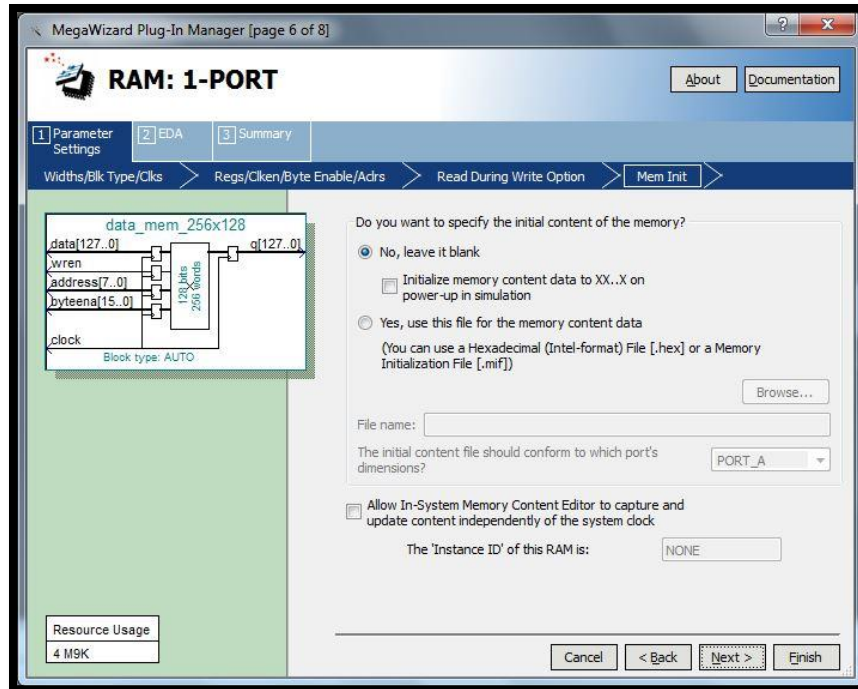 MegaWizard Plug-In Manager [page 6 of 8]
RAM: 1-PORT
About
Documentation
1 Parameter Settings
2 EDA
3 Summary
Widths/Blk Type/Clks
Regs/Clken/Byte Enable/Aclrs
Read During Write Option
Mem Init
data_mem_256x128
data[127..0]
q[127..0]
wren
address[7..0]
byteena[15..0]
128 bits
256 words
clock
Block type: AUTO
Do you want to specify the initial content of the memory?
No, leave it blank
Initialize memory content data to XX..X on
power-up in simulation
Yes, use this file for the memory content data
(You can use a Hexadecimal (Intel-format) File [.hex] or a Memory
Initialization File [.mif])
Browse...
File name:
The initial content file should conform to which port's
dimensions?
PORT_A
Allow In-System Memory Content Editor to capture and
update content independently of the system clock
The 'Instance ID' of this RAM is:
NONE
Resource Usage
4 M9K
Cancel
< Back
Next >
Finish